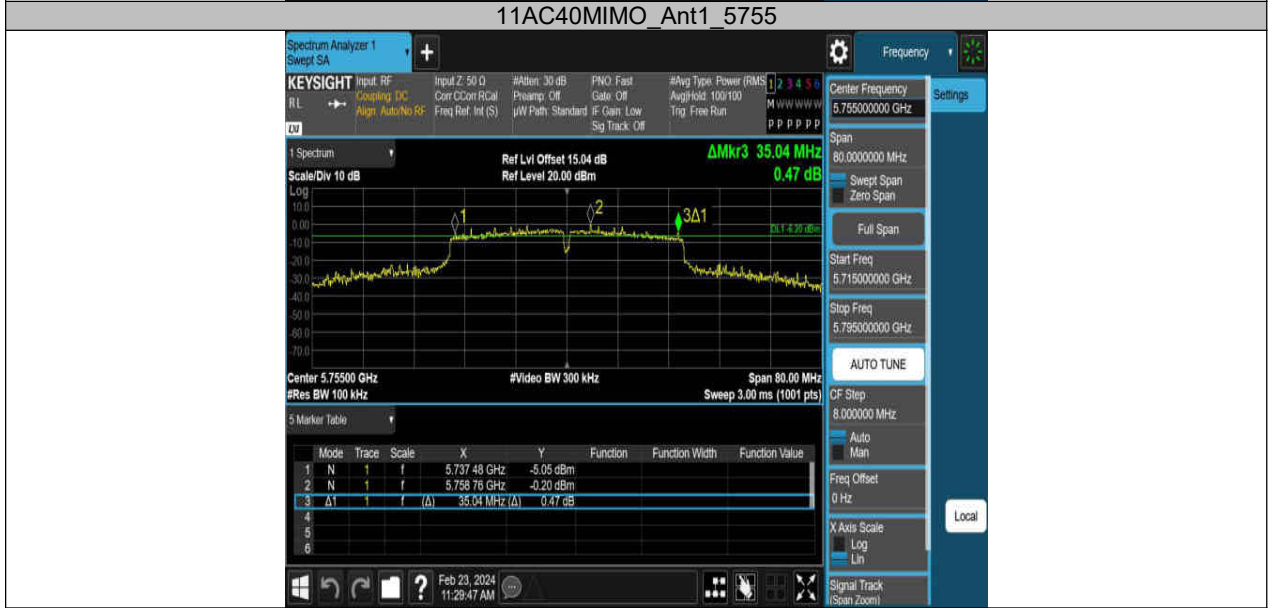 11AC40MIMO_Ant1_5755
Spectrum Analyzer 1
Swept SA
+
Frequency
KEYSIGHT Input: RF Input Z: 50 Ω #Atten: 30 dB PNO: Fast #Avg Type: Power (RMS 1 2 3 4 5 6
RL Coupling: DC Corr CCorr RCal Preamp: Off Gate: Off Avg|Hold: 100/100 M W W W W W
Align: Auto/No RF Freq Ref: Int (S) µW Path: Standard IF Gain: Low Trig: Free Run
Sig Track: Off P P P P P P
Center Frequency
5.755000000 GHz
Settings
Span
80.0000000 MHz
Swept Span
Zero Span
Full Span
Start Freq
5.715000000 GHz
Stop Freq
5.795000000 GHz
AUTO TUNE
CF Step
8.000000 MHz
Auto
Man
Freq Offset
0 Hz
X Axis Scale
Log
Lin
Signal Track
(Span Zoom)
Local
1 Spectrum
Ref Lvl Offset 15.04 dB
ΔMkr3 35.04 MHz
Scale/Div 10 dB
Ref Level 20.00 dBm
0.47 dB
Log
10.0
0.00
-10.0
-20.0
-30.0
-40.0
-50.0
-60.0
-70.0
1
2
3Δ1
DL1 -6.20 dBm
Center 5.75500 GHz #Video BW 300 kHz Span 80.00 MHz
#Res BW 100 kHz Sweep 3.00 ms (1001 pts)
5 Marker Table
Mode Trace Scale X Y Function Function Width Function Value
1 N 1 f 5.737 48 GHz -5.05 dBm
2 N 1 f 5.758 76 GHz -0.20 dBm
3 Δ1 1 f (Δ) 35.04 MHz (Δ) 0.47 dB
4
5
6
? Feb 23, 2024
11:29:47 AM